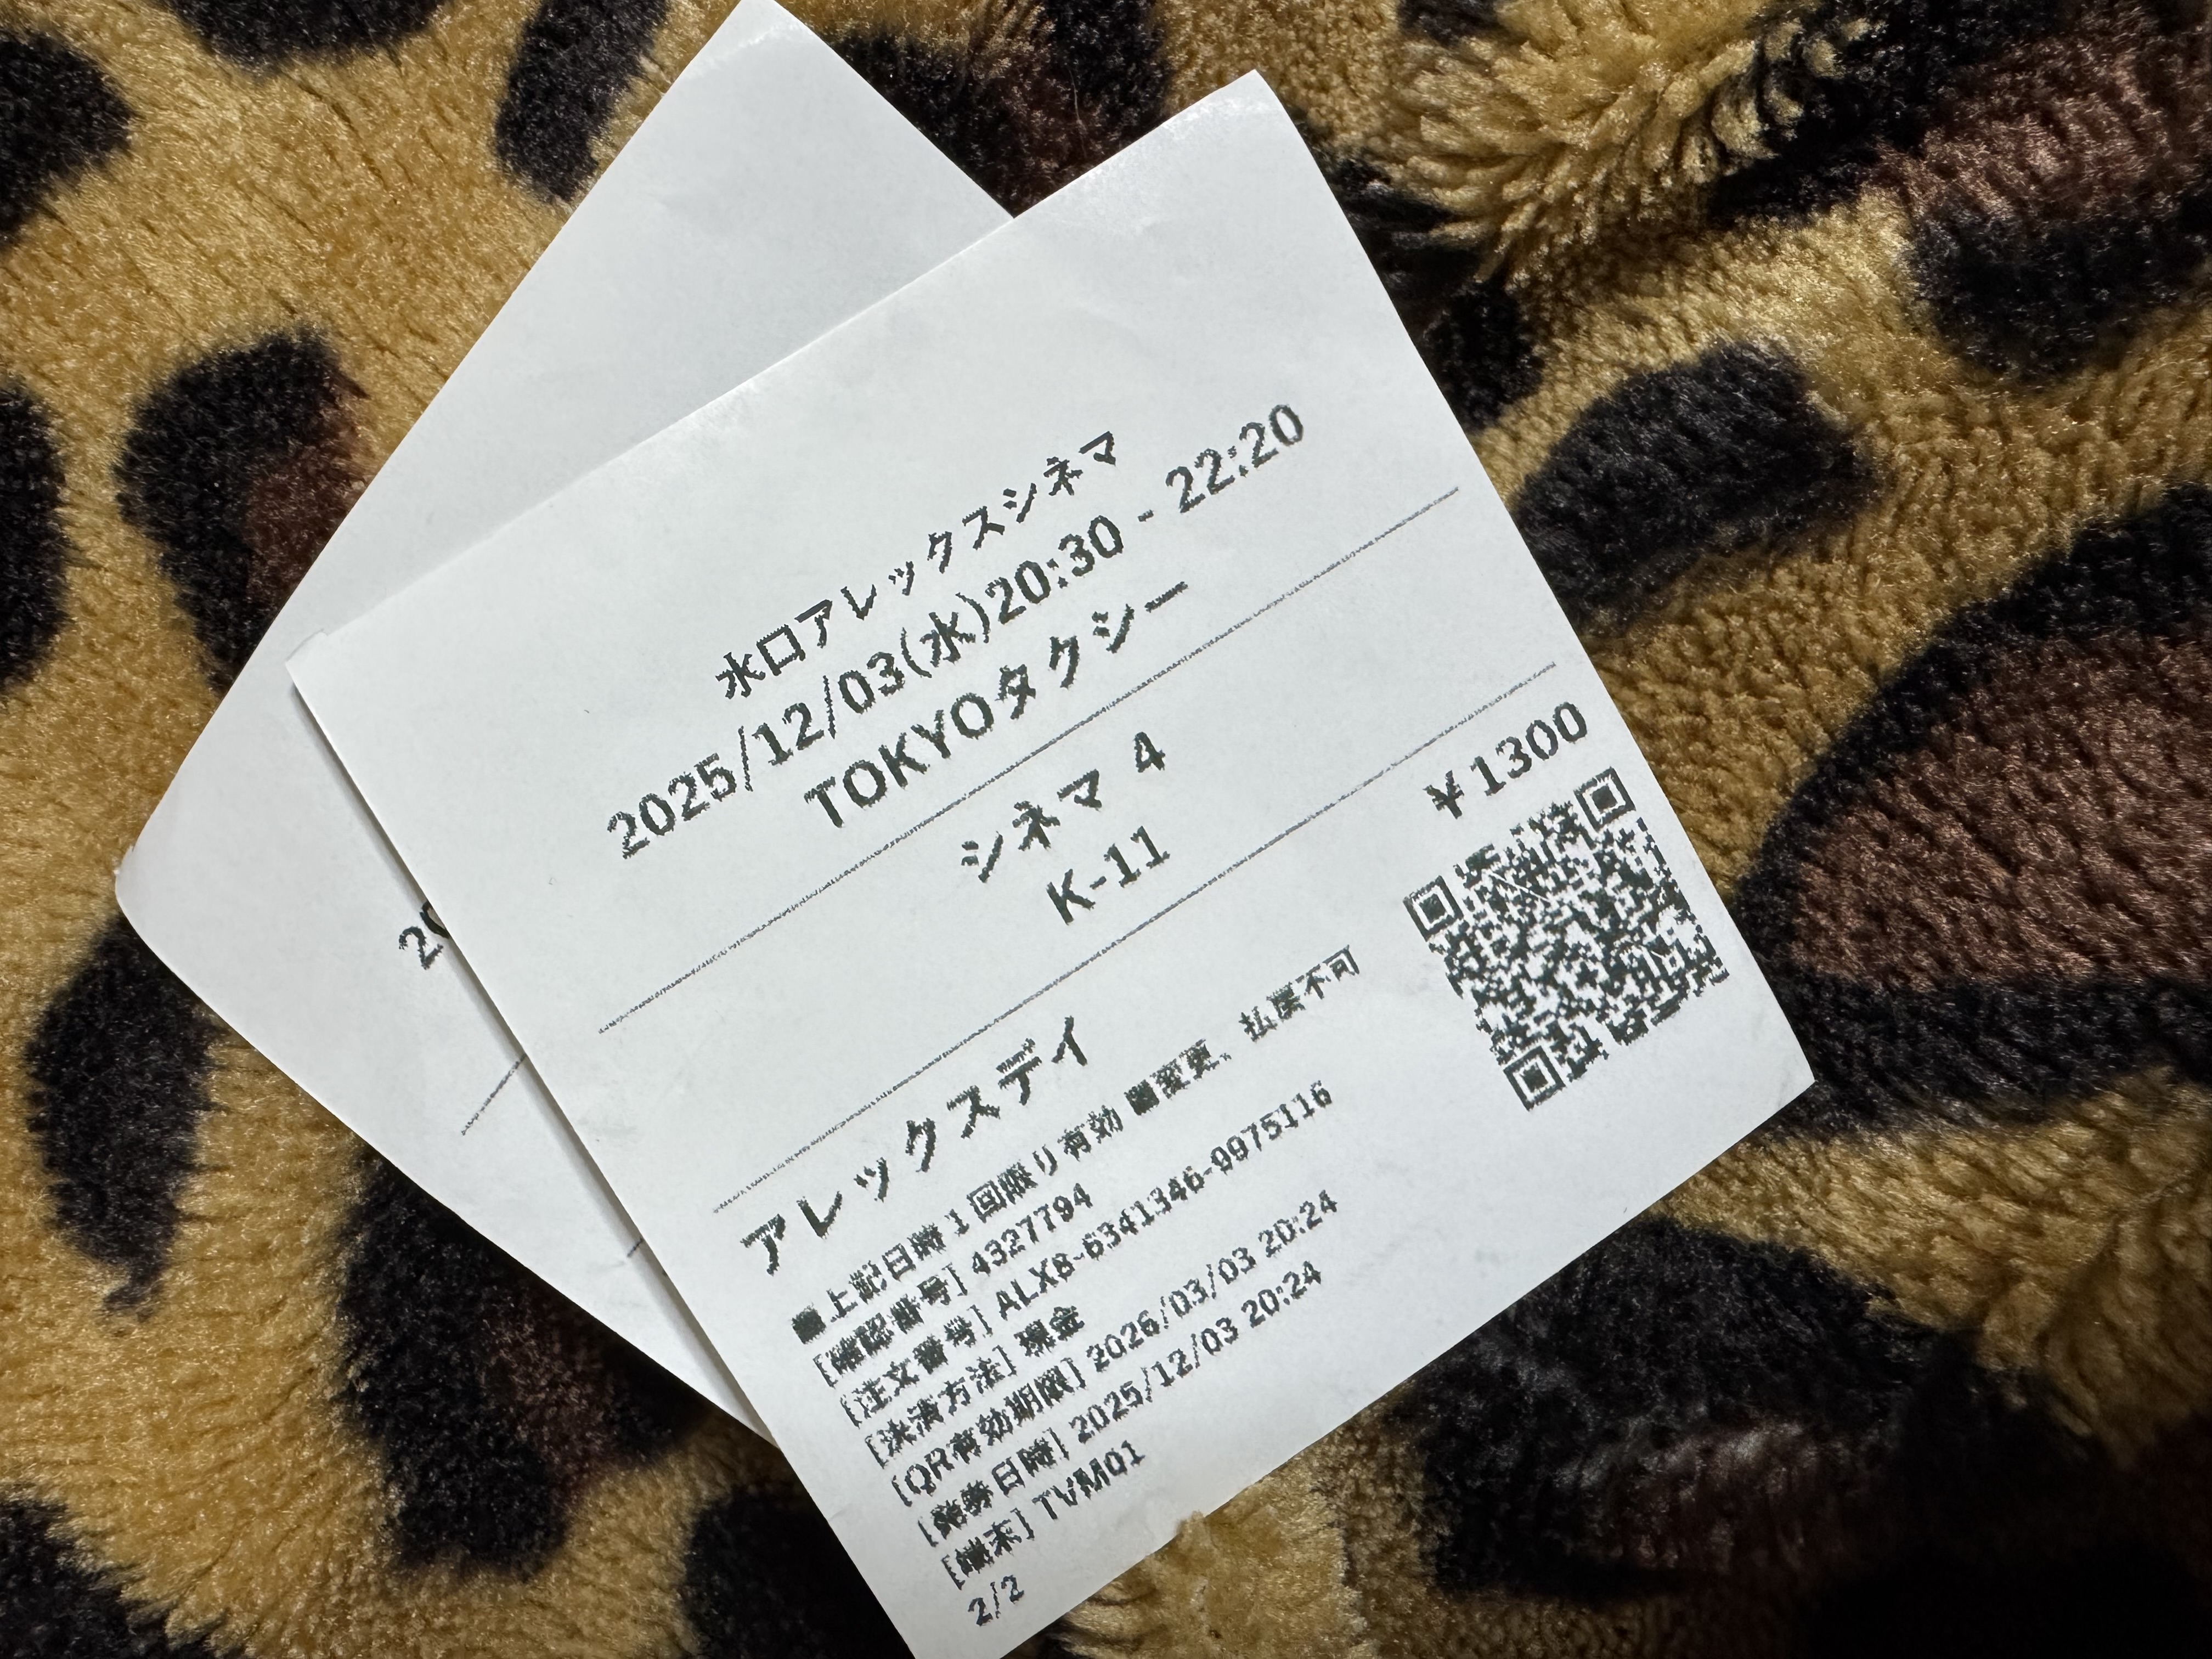 水口アレックスシネマ
2025/12/03(水)20:30 - 22:20
TOKYOタクシー
シネマ 4
K-11
¥1300
アレックスデイ
■上記日時1回限り有効 ■変更、払戻不可
[確認番号] 4327794
[注文番号] ALX8-6341346-9975116
[決済方法] 現金
[QR有効期限] 2026/03/03 20:24
[発券日時] 2025/12/03 20:24
[端末] TVM01
2/2